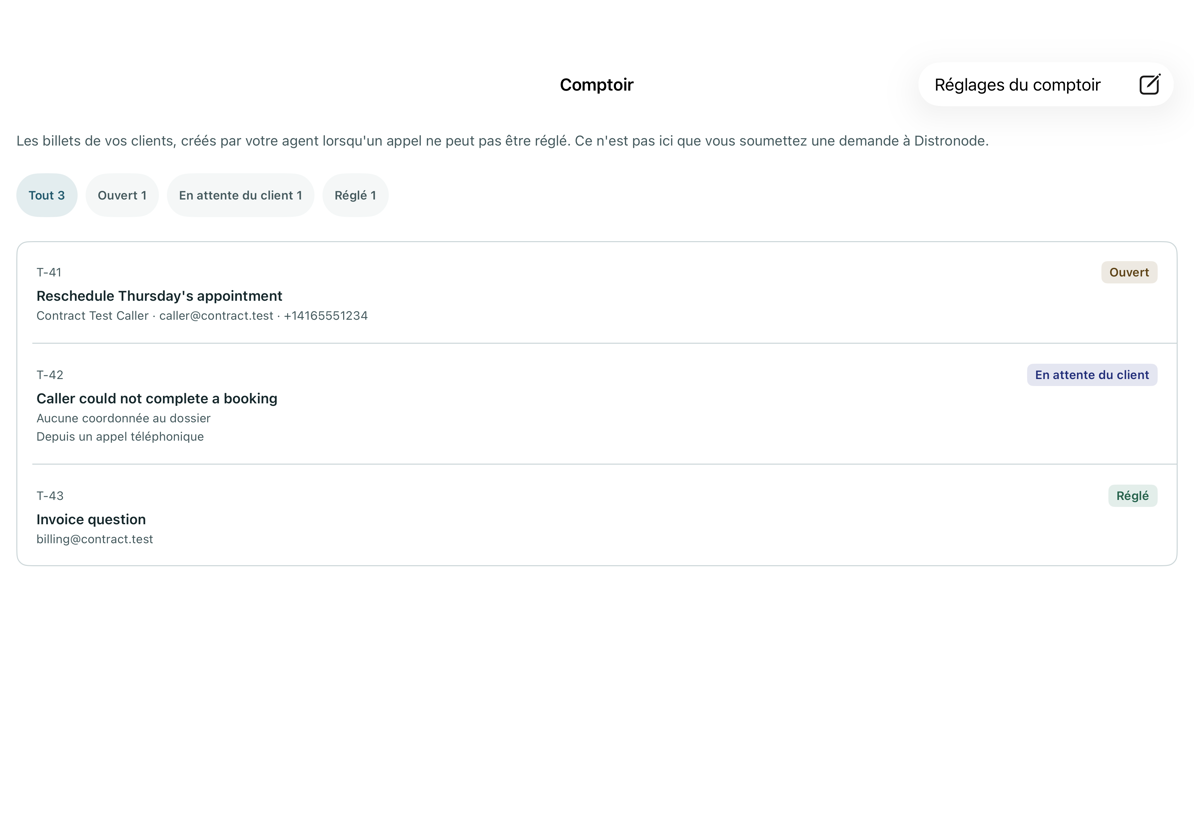 Comptoir
Réglages du comptoir
Les billets de vos clients, créés par votre agent lorsqu'un appel ne peut pas être réglé. Ce n'est pas ici que vous soumettez une demande à Distronode.
Tout 3
Ouvert 1
En attente du client 1
Réglé 1
T-41
Ouvert
Reschedule Thursday's appointment
Contract Test Caller · caller@contract.test · +14165551234
T-42
En attente du client
Caller could not complete a booking
Aucune coordonnée au dossier
Depuis un appel téléphonique
T-43
Réglé
Invoice question
billing@contract.test